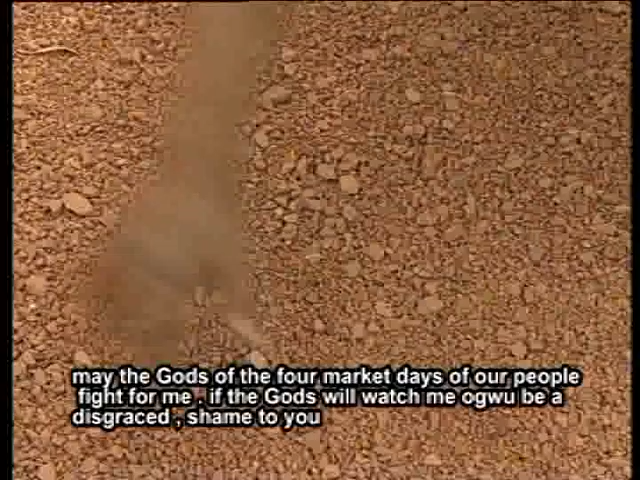 may the Gods of the four market days of our people
fight for me . if the Gods will watch me ogwu be a
disgraced , shame to you